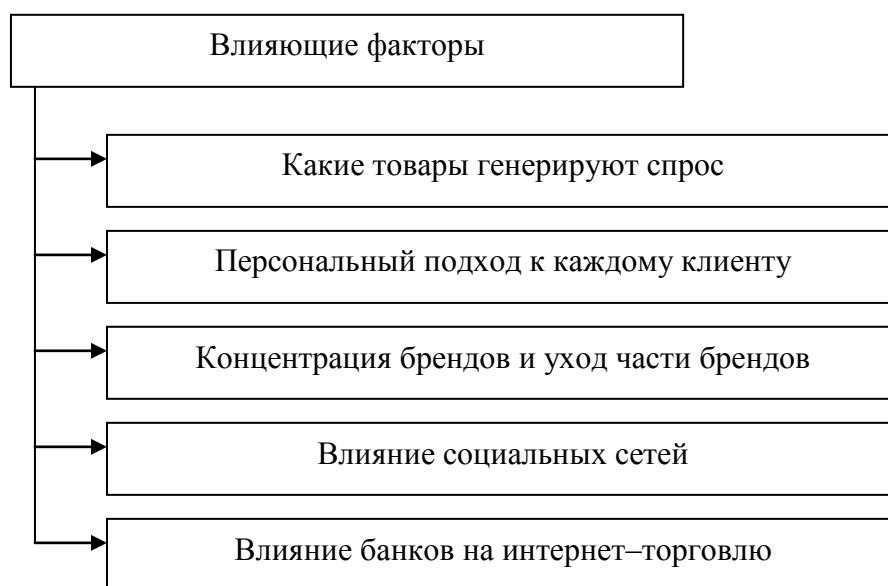 Влияющие факторы
Какие товары генерируют спрос
Персональный подход к каждому клиенту
Концентрация брендов и уход части брендов
Влияние социальных сетей
Влияние банков на интернет–торговлю